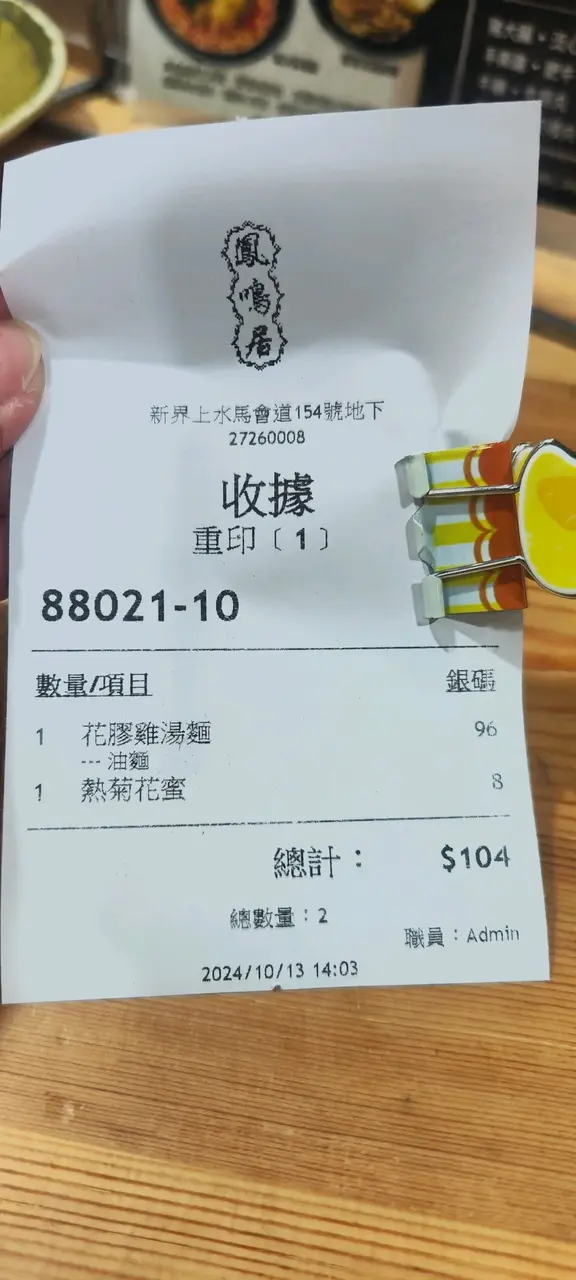 鳳鳴居
新界上水馬會道154號地下
27260008
收據
重印﹝1﹞
88021-10
數量/項目 銀碼
1 花膠雞湯麵 96
--- 油麵
1 熱菊花蜜 8
總計： $104
總數量：2
職員：Admin
2024/10/13 14:03